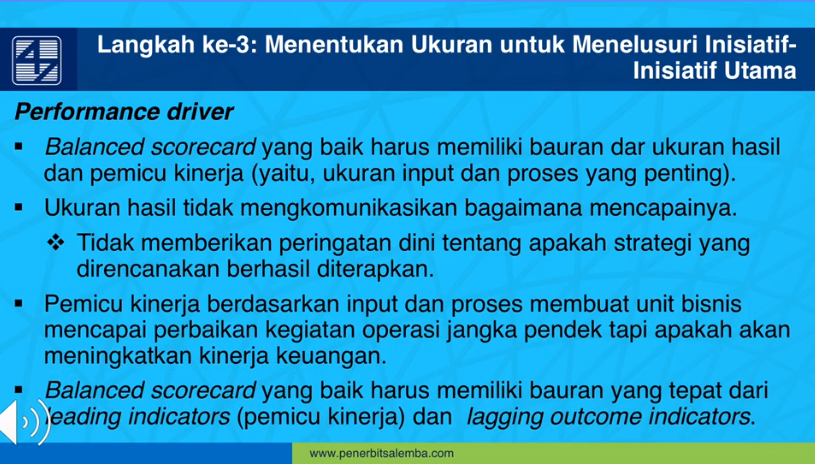 Langkah ke-3: Menentukan Ukuran untuk Menelusuri Inisiatif-
Inisiatif Utama
Performance driver
▪ Balanced scorecard yang baik harus memiliki bauran dar ukuran hasil
dan pemicu kinerja (yaitu, ukuran input dan proses yang penting).
▪ Ukuran hasil tidak mengkomunikasikan bagaimana mencapainya.
❖ Tidak memberikan peringatan dini tentang apakah strategi yang
direncanakan berhasil diterapkan.
▪ Pemicu kinerja berdasarkan input dan proses membuat unit bisnis
mencapai perbaikan kegiatan operasi jangka pendek tapi apakah akan
meningkatkan kinerja keuangan.
▪ Balanced scorecard yang baik harus memiliki bauran yang tepat dari
leading indicators (pemicu kinerja) dan lagging outcome indicators.
www.penerbitsalemba.com